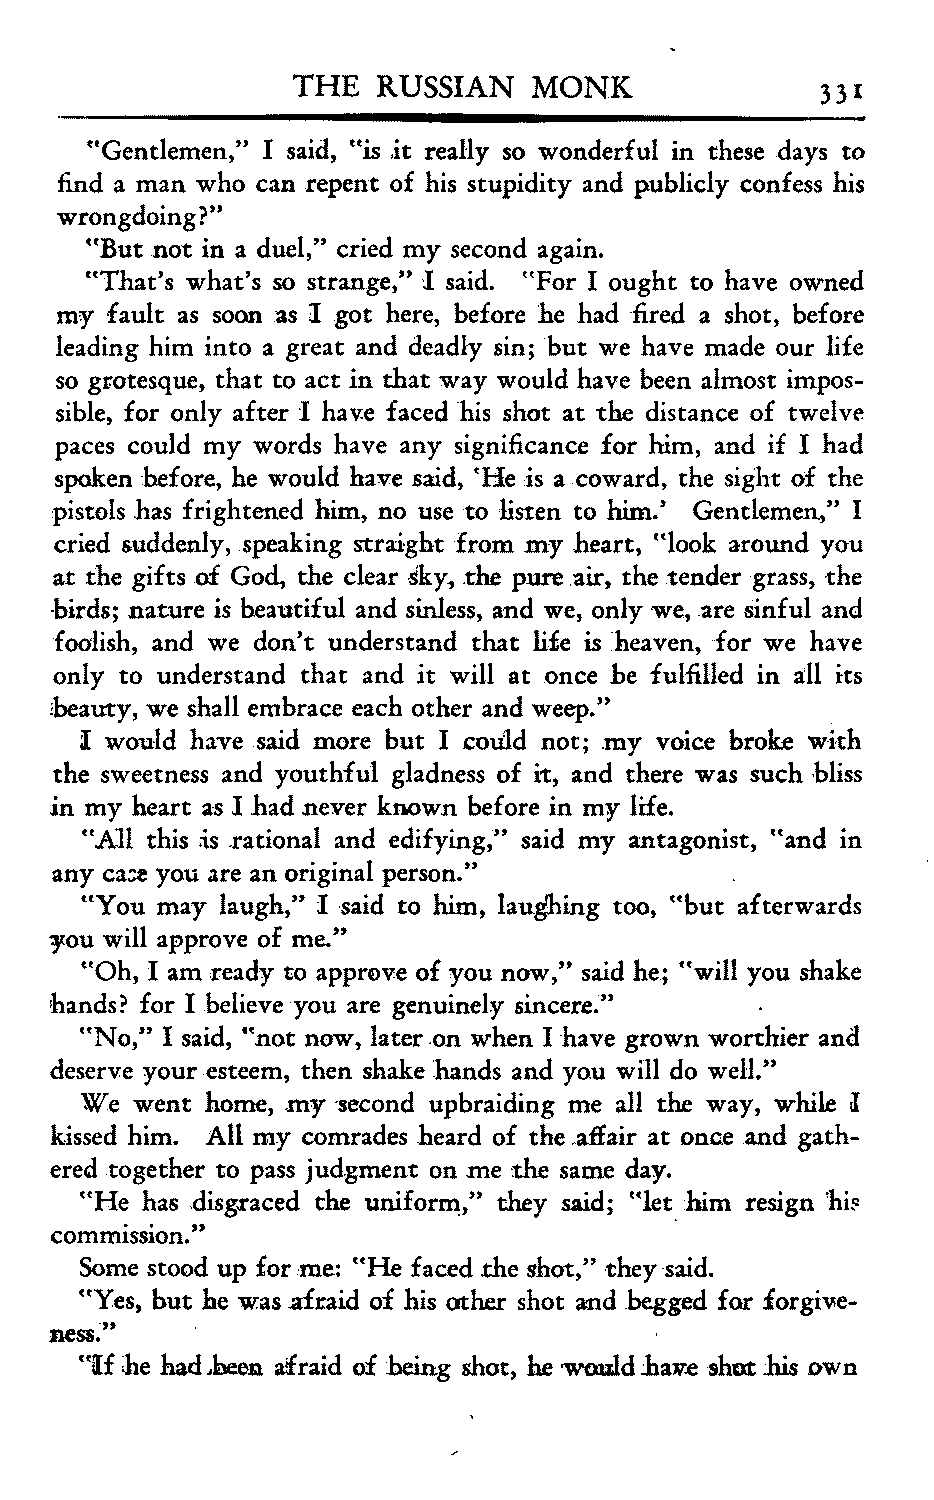 THE RUSSIAN MONK 331
"Gentlemen," I said, "is it really so wonderful in these days to
find a man who can repent of his stupidity and publicly confess his
wrongdoing?"
"But not in a duel," cried my second again.
"That's what's so strange," I said. "For I ought to have owned
my fault as soon as I got here, before he had fired a shot, before
leading him into a great and deadly sin; but we have made our life
so grotesque, that to act in that way would have been almost impos-
sible, for only after I have faced his shot at the distance of twelve
paces could my words have any significance for him, and if I had
spoken before, he would have said, 'He is a coward, the sight of the
pistols has frightened him, no use to listen to him.' Gentlemen," I
cried suddenly, speaking straight from my heart, "look around you
at the gifts of God, the clear sky, the pure air, the tender grass, the
birds; nature is beautiful and sinless, and we, only we, are sinful and
foolish, and we don't understand that life is heaven, for we have
only to understand that and it will at once be fulfilled in all its
beauty, we shall embrace each other and weep."
I would have said more but I could not; my voice broke with
the sweetness and youthful gladness of it, and there was such bliss
in my heart as I had never known before in my life.
"All this is rational and edifying," said my antagonist, "and in
any case you are an original person."
"You may laugh," I said to him, laughing too, "but afterwards
you will approve of me."
"Oh, I am ready to approve of you now," said he; "will you shake
hands? for I believe you are genuinely sincere."
"No," I said, "not now, later on when I have grown worthier and
deserve your esteem, then shake hands and you will do well."
We went home, my second upbraiding me all the way, while I
kissed him. All my comrades heard of the affair at once and gath-
ered together to pass judgment on me the same day.
"He has disgraced the uniform," they said; "let him resign his
commission."
Some stood up for me: "He faced the shot," they said.
"Yes, but he was afraid of his other shot and begged for forgive-
ness."
"If he had been afraid of being shot, he would have shot his own